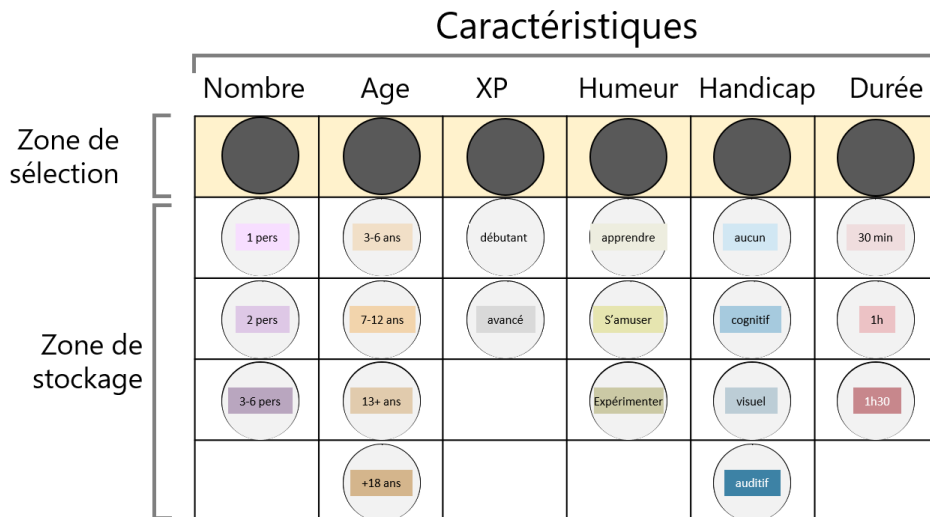 Caractéristiques
Nombre Age XP Humeur Handicap Durée
Zone de
sélection
1 pers 3-6 ans débutant apprendre aucun 30 min
2 pers 7-12 ans avancé S'amuser cognitif 1h
Zone de
stockage
3-6 pers 13+ ans Expérimenter visuel 1h30
+18 ans auditif